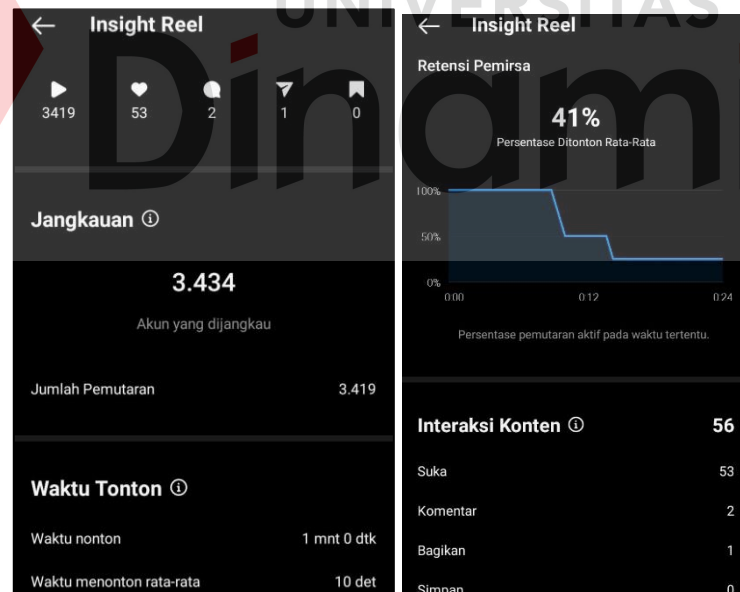 UNIVERSITAS
Dinam
Insight Reel
3419
53
2
1
0
Jangkauan
3.434
Akun yang dijangkau
Jumlah Pemutaran 3.419
Waktu Tonton
Waktu nonton 1 mnt 0 dtk
Waktu menonton rata-rata 10 det
Insight Reel
Retensi Pemirsa
41%
Persentase Ditonton Rata-Rata
100%
50%
0%
0:00 0:12 0:24
Persentase pemutaran aktif pada waktu tertentu.
Interaksi Konten 56
Suka 53
Komentar 2
Bagikan 1
Simpan 0